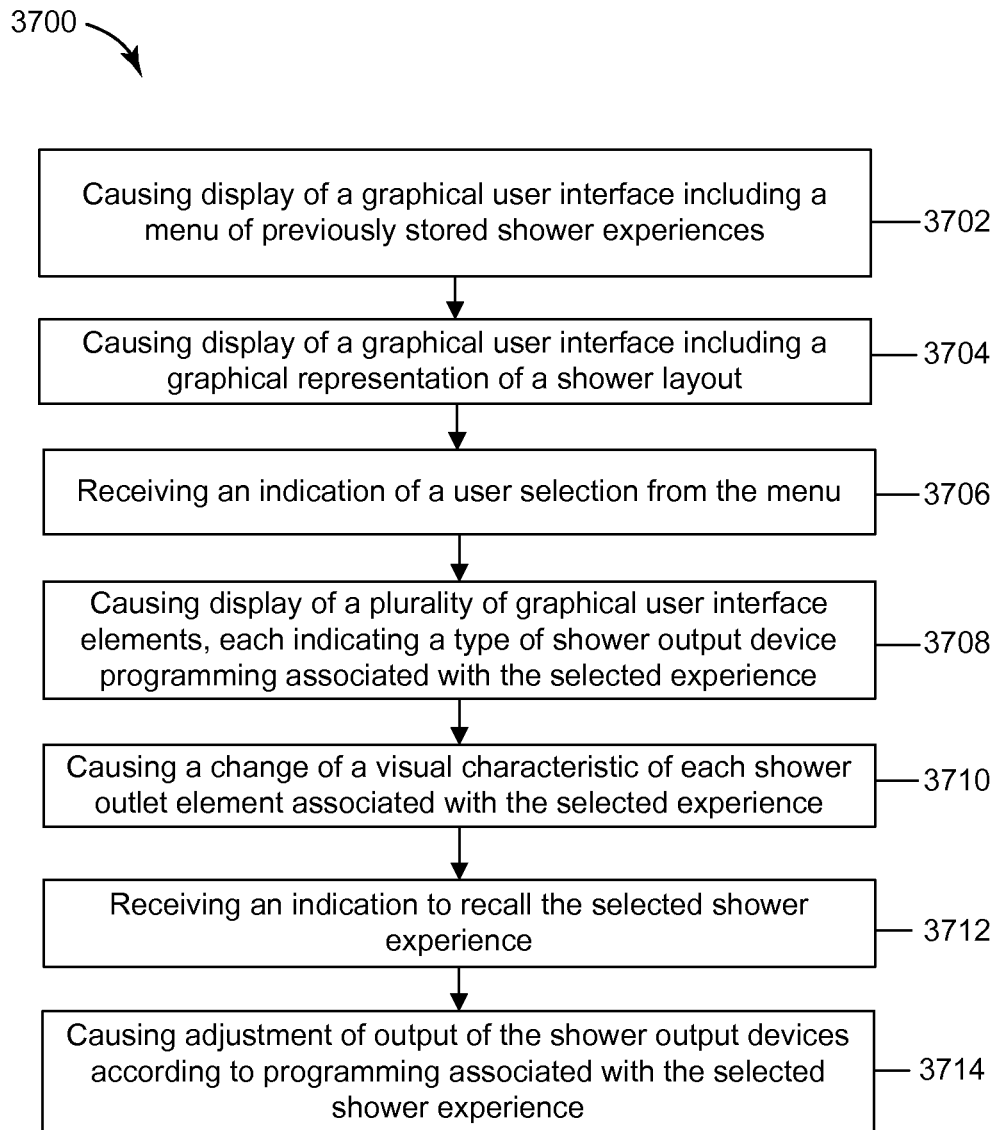 3700
Causing display of a graphical user interface including a
menu of previously stored shower experiences
3702
Causing display of a graphical user interface including a
graphical representation of a shower layout
3704
Receiving an indication of a user selection from the menu
3706
Causing display of a plurality of graphical user interface
elements, each indicating a type of shower output device
programming associated with the selected experience
3708
Causing a change of a visual characteristic of each shower
outlet element associated with the selected experience
3710
Receiving an indication to recall the selected shower
experience
3712
Causing adjustment of output of the shower output devices
according to programming associated with the selected
shower experience
3714